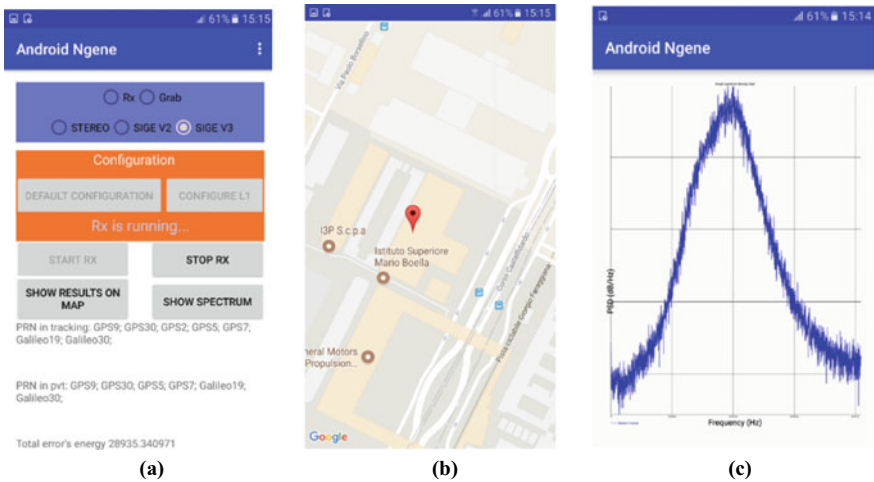 61% 15:15
Android Ngene
Rx Grab
STEREO SIGE V2 SIGE V3
Configuration
DEFAULT CONFIGURATION CONFIGURE L1
Rx is running...
START RX STOP RX
SHOW RESULTS ON MAP SHOW SPECTRUM
PRN in tracking: GPS9; GPS30; GPS2; GPS5; GPS7;
Galileo19; Galileo30;
PRN in pvt: GPS9; GPS30; GPS5; GPS7; Galileo19;
Galileo30;
Total error's energy 28935.340971
(a)
61% 15:15
Via Paolo Borsellino
I3P S.c.p.a
Istituto Superiore
Mario Boella
Corso Castelfidardo
neral Motors
Propulsion...
Google
(b)
61% 15:14
Android Ngene
PSD (dB/Hz)
Frequency (Hz)
(c)